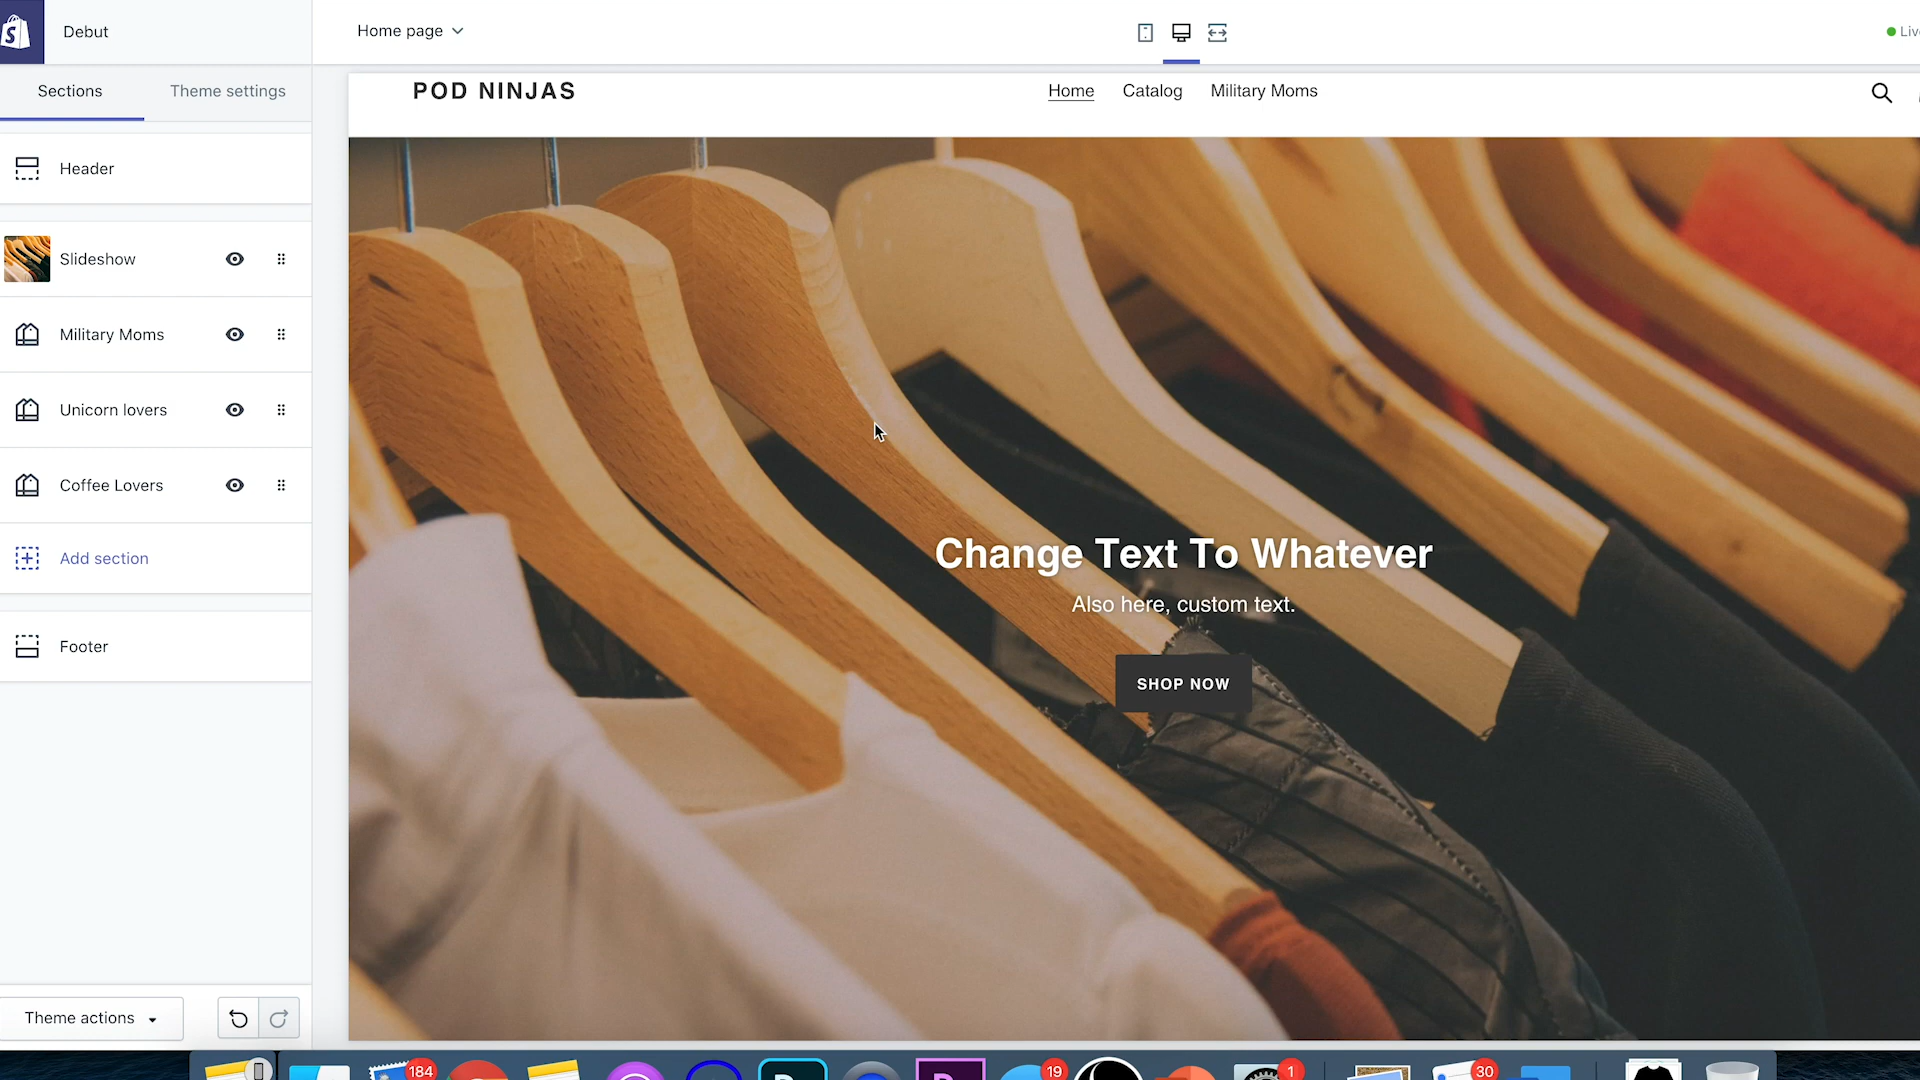 Debut
Home page
Liv
Sections
Theme settings
POD NINJAS
Home
Catalog
Military Moms
Header
Slideshow
Military Moms
Unicorn lovers
Coffee Lovers
Add section
Footer
Change Text To Whatever
Also here, custom text.
SHOP NOW
Theme actions
184
19
1
30